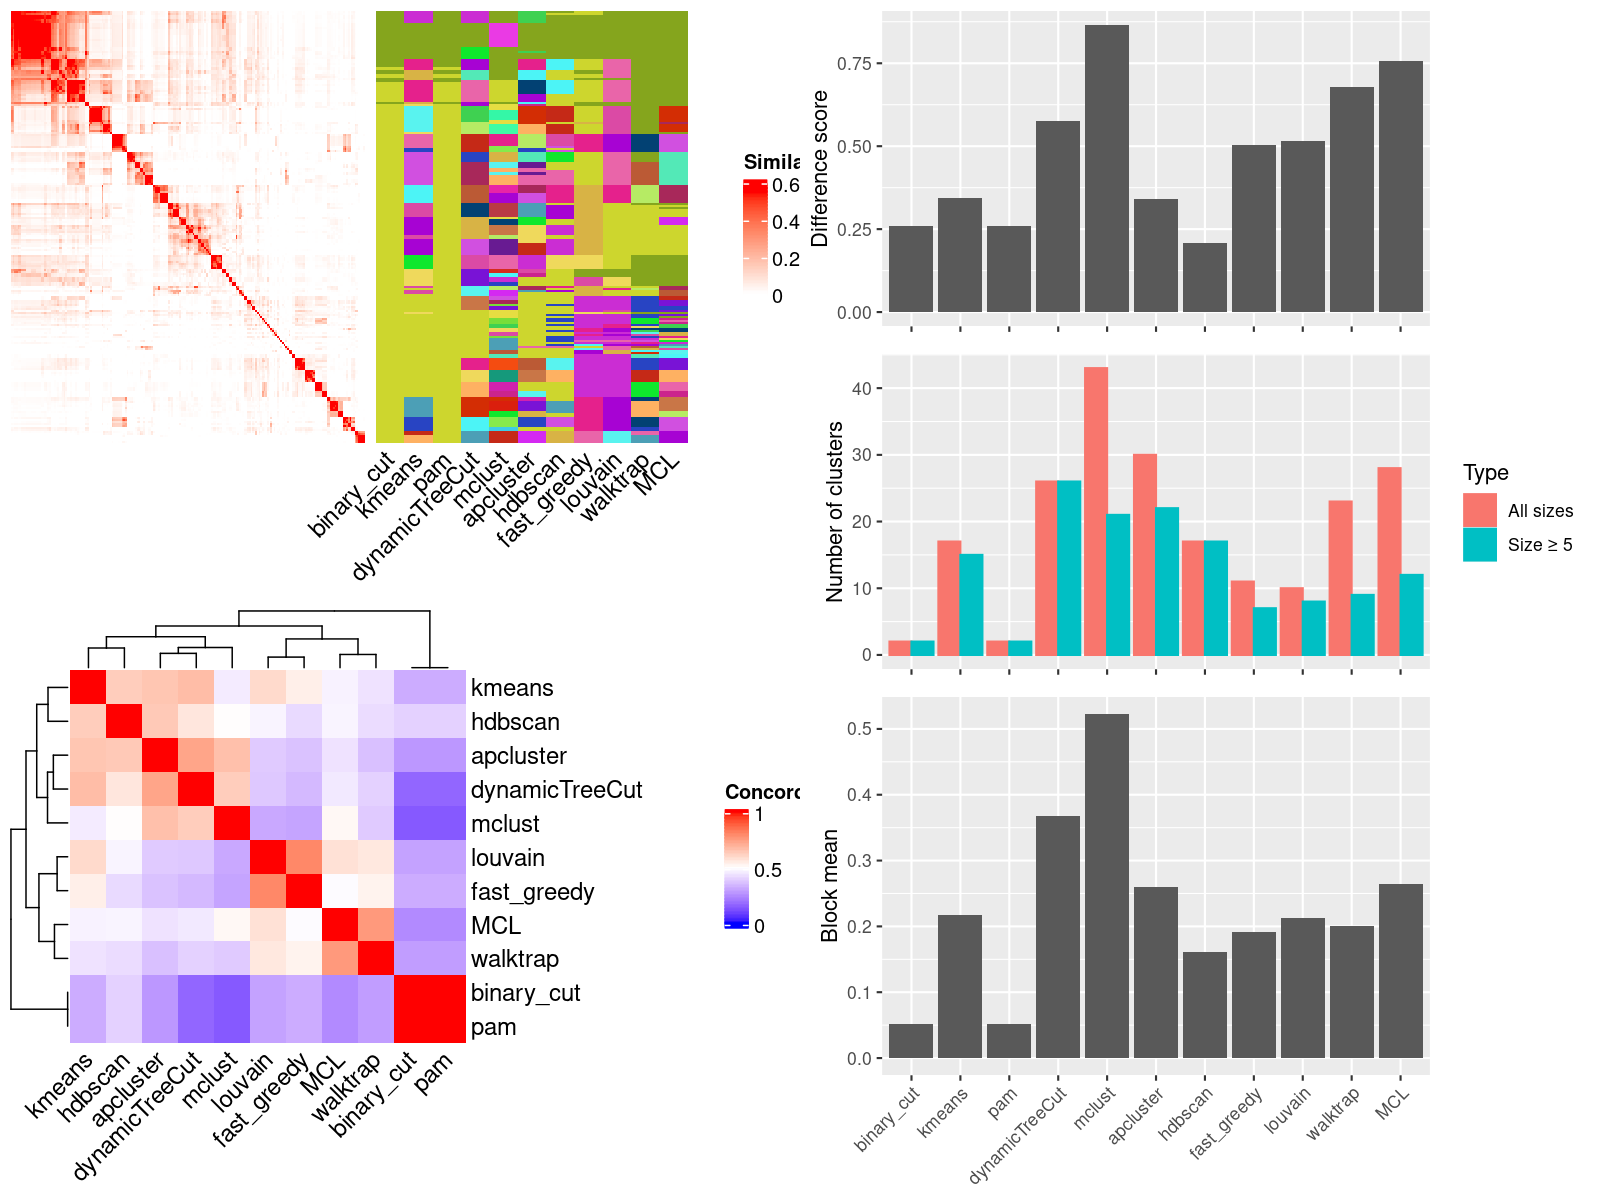 Simila
0.6
0.4
0.2
0
binary_cut
kmeans
pam
dynamicTreeCut
mclust
apcluster
hdbscan
fast_greedy
louvain
walktrap
MCL
kmeans
hdbscan
apcluster
dynamicTreeCut
mclust
louvain
fast_greedy
MCL
walktrap
binary_cut
pam
kmeans
hdbscan
apcluster
dynamicTreeCut
mclust
louvain
fast_greedy
MCL
walktrap
binary_cut
pam
Concord
1
0.5
0
Difference score
0.75
0.50
0.25
0.00
Number of clusters
40
30
20
10
0
Type
All sizes
Size ≥ 5
Block mean
0.5
0.4
0.3
0.2
0.1
0.0
binary_cut
kmeans
pam
dynamicTreeCut
mclust
apcluster
hdbscan
fast_greedy
louvain
walktrap
MCL